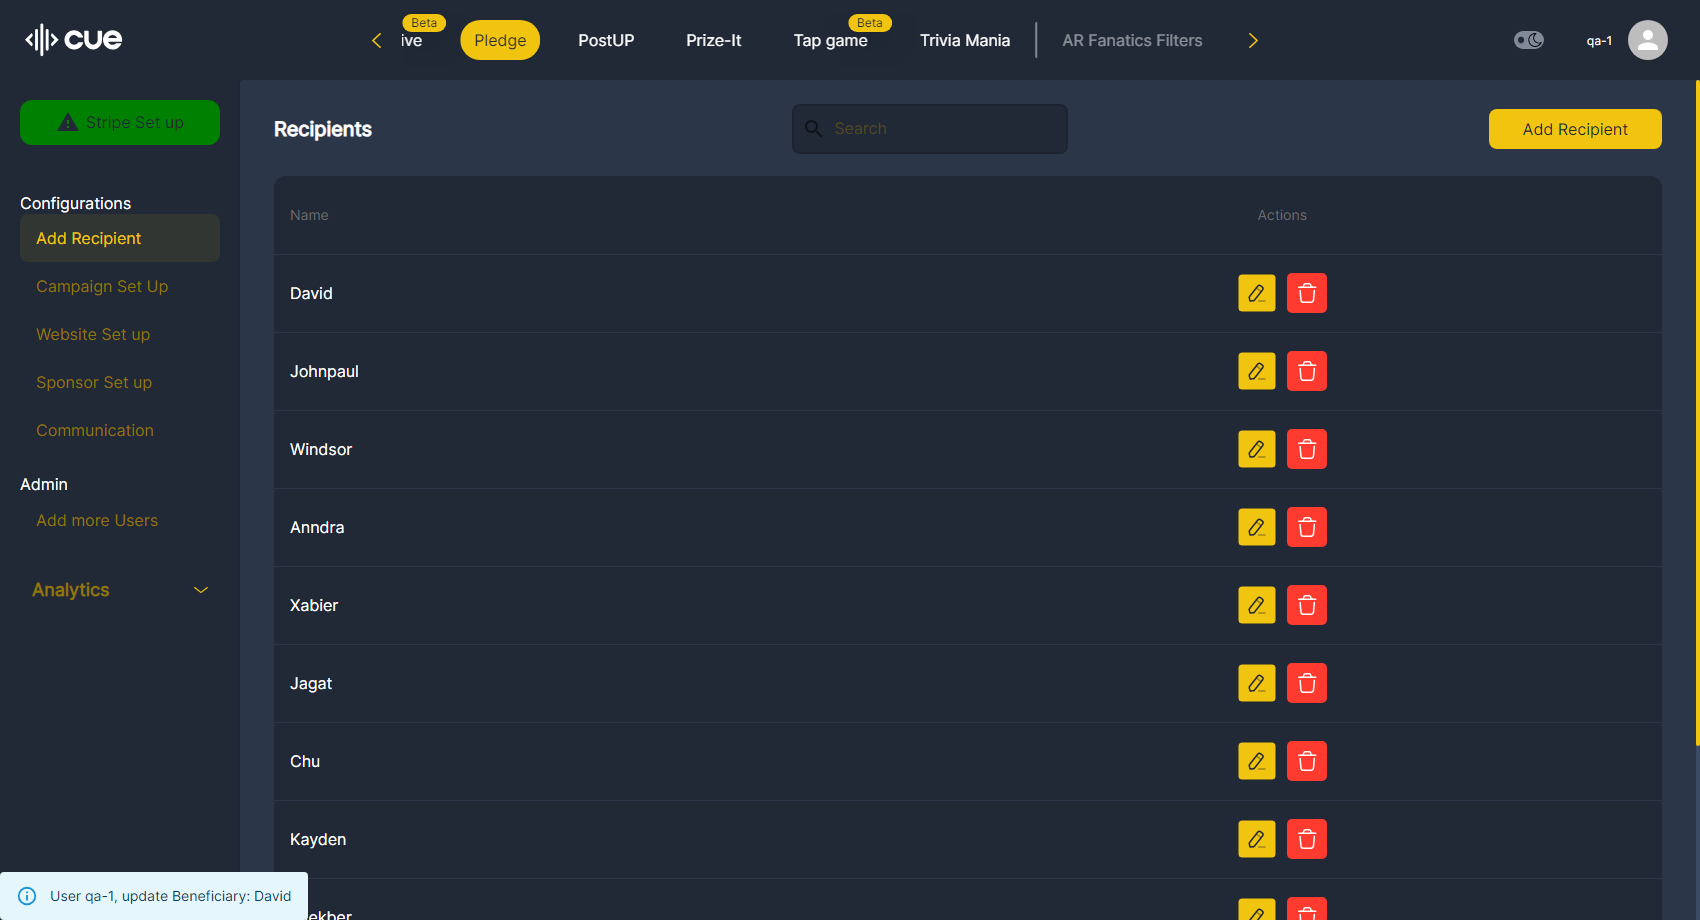 cue
Beta
ive
Pledge
PostUP
Prize-It
Beta
Tap game
Trivia Mania
AR Fanatics Filters
qa-1
Stripe Set up
Configurations
Add Recipient
Campaign Set Up
Website Set up
Sponsor Set up
Communication
Admin
Add more Users
Analytics
Recipients
Search
Add Recipient
Name
Actions
David
Johnpaul
Windsor
Anndra
Xabier
Jagat
Chu
Kayden
User qa-1, update Beneficiary: David